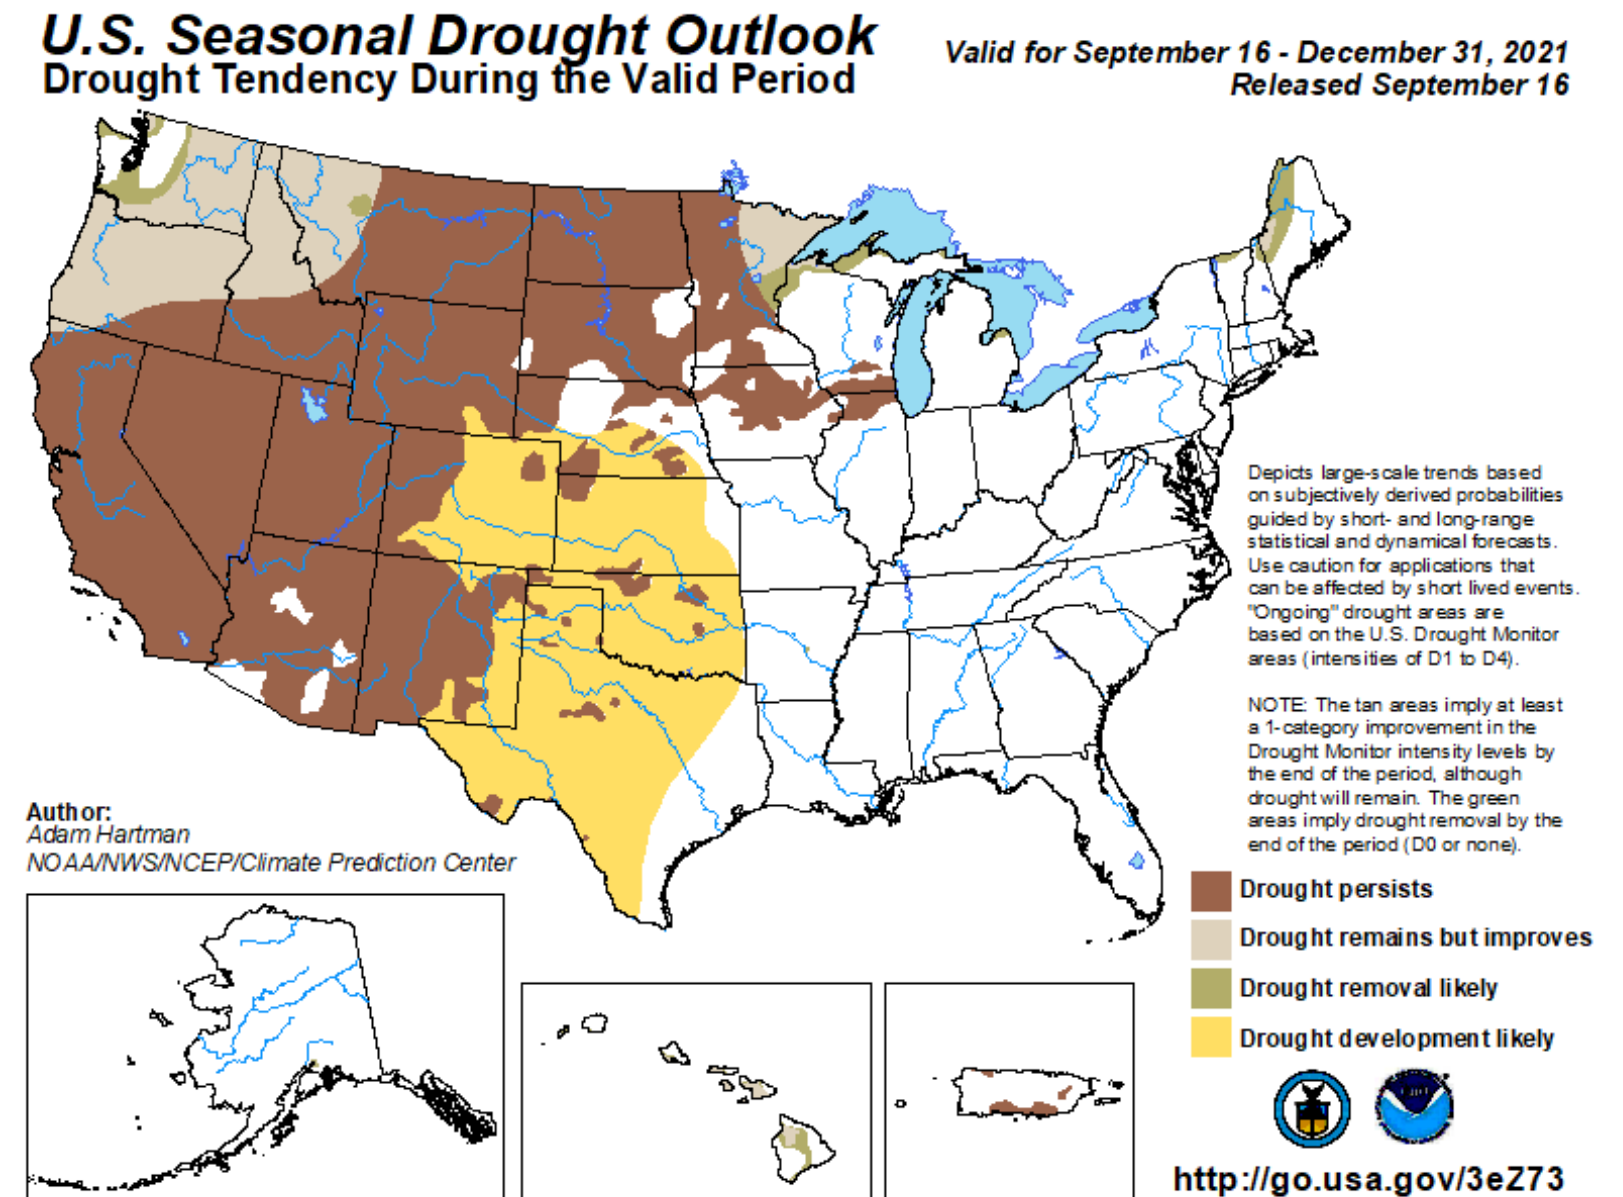 U.S. Seasonal Drought Outlook
Drought Tendency During the Valid Period
Valid for September 16 - December 31, 2021
Released September 16
Depicts large-scale trends based
on subjectively derived probabilities
guided by short- and long-range
statistical and dynamical forecasts.
Use caution for applications that
can be affected by short lived events.
"Ongoing" drought areas are
based on the U.S. Drought Monitor
areas (intensities of D1 to D4).
NOTE: The tan areas imply at least
a 1-category improvement in the
Drought Monitor intensity levels by
the end of the period, although
drought will remain. The green
areas imply drought removal by the
end of the period (D0 or none).
Author:
Adam Hartman
NOAA/NWS/NCEP/Climate Prediction Center
Drought persists
Drought remains but improves
Drought removal likely
Drought development likely
http://go.usa.gov/3eZ73